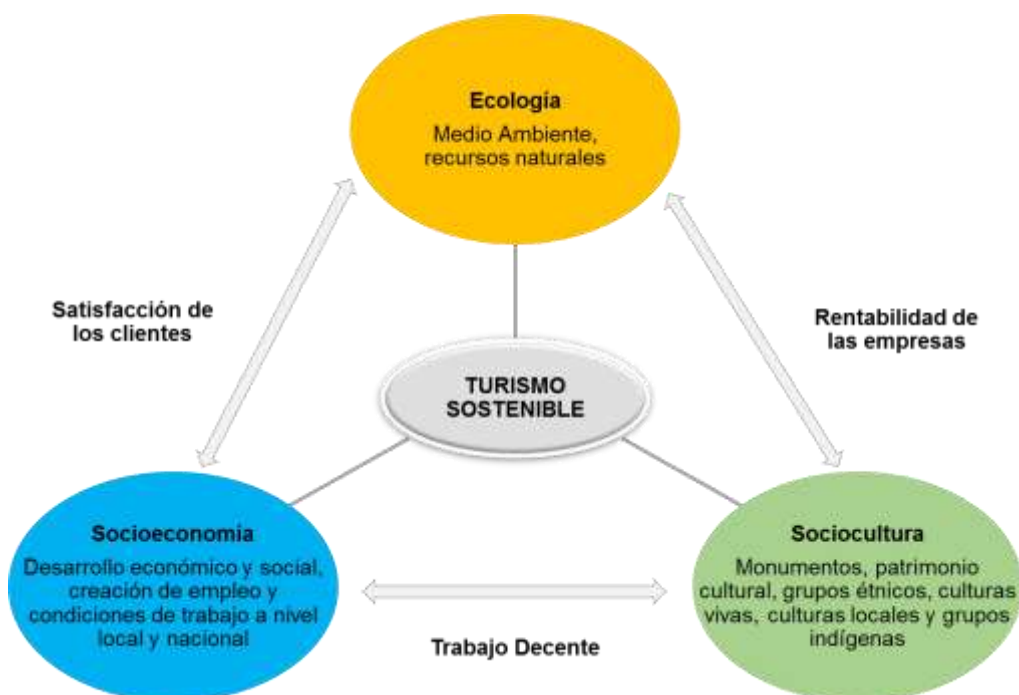 Ecología
Medio Ambiente,
recursos naturales
Satisfacción de
los clientes
Rentabilidad de
las empresas
TURISMO
SOSTENIBLE
Socioeconomía
Desarrollo económico y social,
creación de empleo y
condiciones de trabajo a nivel
local y nacional
Sociocultura
Monumentos, patrimonio
cultural, grupos étnicos, culturas
vivas, culturas locales y grupos
indígenas
Trabajo Decente